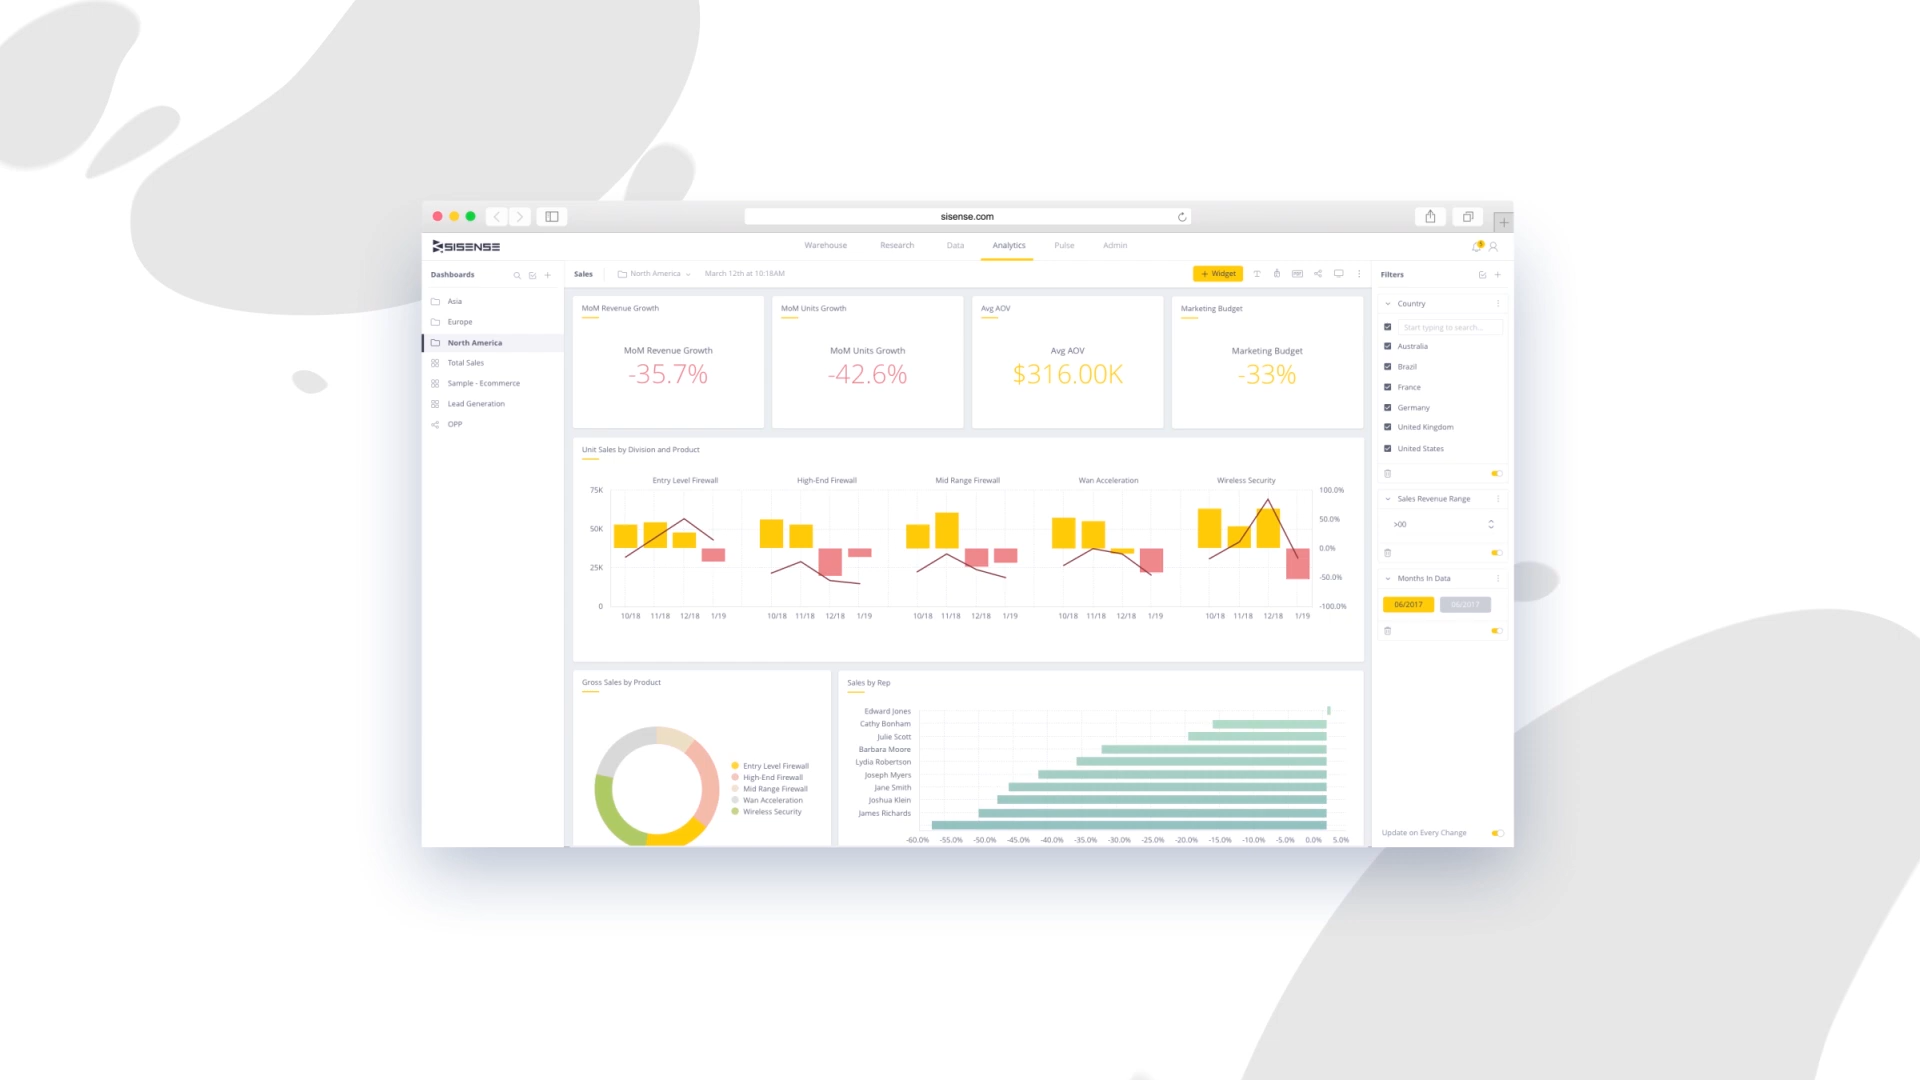 sisense.com
SISENSE
Warehouse Research Data Analytics Pulse Admin
Dashboards
Asia
Europe
North America
Total Sales
Sample - Ecommerce
Lead Generation
OPP
Sales North America March 12th at 10:18AM
+ Widget
MoM Revenue Growth
MoM Revenue Growth
-35.7%
MoM Units Growth
MoM Units Growth
-42.6%
Avg AOV
Avg AOV
$316.00K
Marketing Budget
Marketing Budget
-33%
Unit Sales by Division and Product
Entry Level Firewall High-End Firewall Mid Range Firewall Wan Acceleration Wireless Security
75K
50K
25K
0
100.0%
50.0%
0.0%
-50.0%
-100.0%
10/18 11/18 12/18 1/19 10/18 11/18 12/18 1/19 10/18 11/18 12/18 1/19 10/18 11/18 12/18 1/19 10/18 11/18 12/18 1/19
Gross Sales by Product
Entry Level Firewall
High-End Firewall
Mid Range Firewall
Wan Acceleration
Wireless Security
Sales by Rep
Edward Jones
Cathy Bonham
Julie Scott
Barbara Moore
Lydia Robertson
Joseph Myers
Jane Smith
Joshua Klein
James Richards
-60.0% -55.0% -50.0% -45.0% -40.0% -35.0% -30.0% -25.0% -20.0% -15.0% -10.0% -5.0% 0.0% 5.0%
Filters
Country
Start typing to search...
Australia
Brazil
France
Germany
United Kingdom
United States
Sales Revenue Range
>00
Months In Data
06/2017 06/2017
Update on Every Change